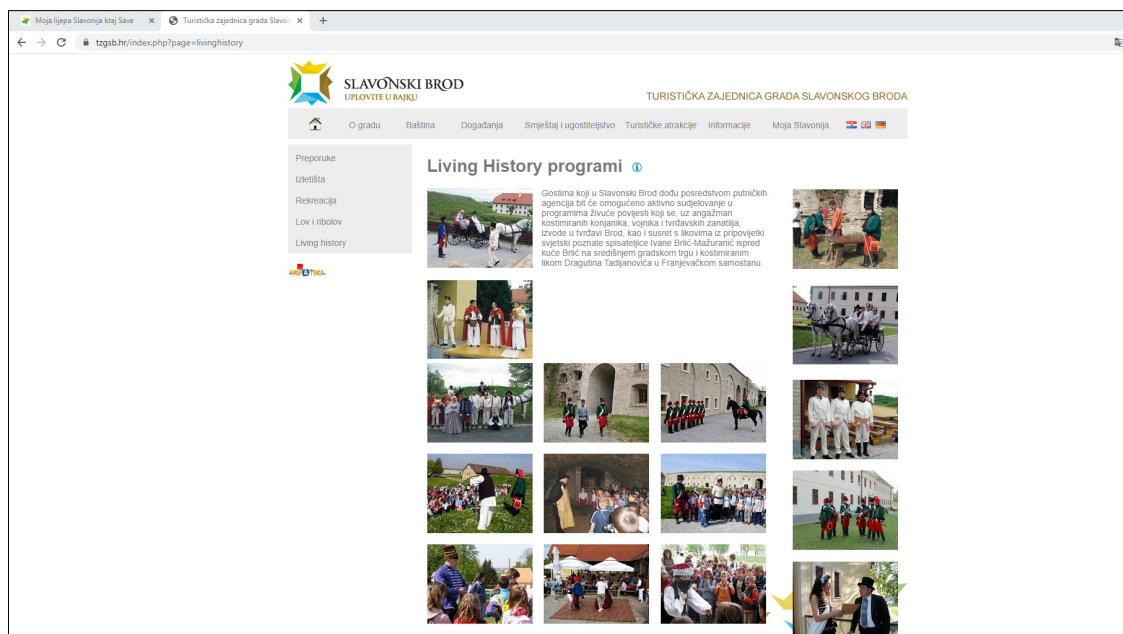 Moja lijepa Slavonija kraj Save
Turistička zajednica grada Slavon
tzgsb.hr/index.php?page=livinghistory
SLAVONSKI BROD
UPLOVITE U BAJKU
TURISTIČKA ZAJEDNICA GRADA SLAVONSKOG BRODA
O gradu Baština Događanja Smještaj i ugostiteljstvo Turističke atrakcije Informacije Moja Slavonija
Preporuke
Izletišta
Rekreacija
Lov i ribolov
Living history
HRVATSKA
Living History programi
Gostima koji u Slavonski Brod dođu posredstvom putničkih
agencija bit će omogućeno aktivno sudjelovanje u
programima živuće povijesti koji se, uz angažman
kostimiranih konjanika, vojnika i tvrđavskih zanatlija,
izvode u tvrđavi Brod, kao i susret s likovima iz pripovijetki
svjetski poznate spisateljice Ivane Brlić-Mažuranić ispred
kuće Brlić na središnjem gradskom trgu i kostimiranim
likom Dragutina Tadijanovića u Franjevačkom samostanu.